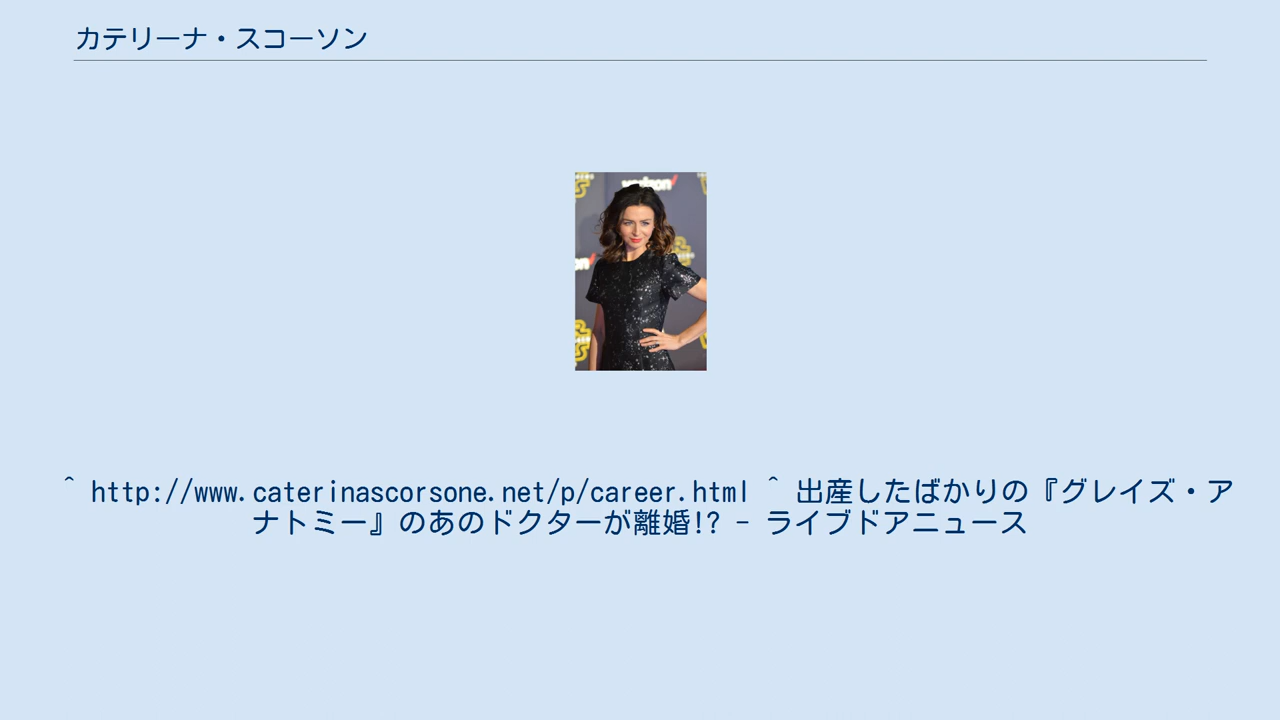 カテリーナ・スコーソン
verizon
^ http://www.caterinascorsone.net/p/career.html ^ 出産したばかりの『グレイズ・ア
ナトミー』のあのドクターが離婚!? - ライブドアニュース